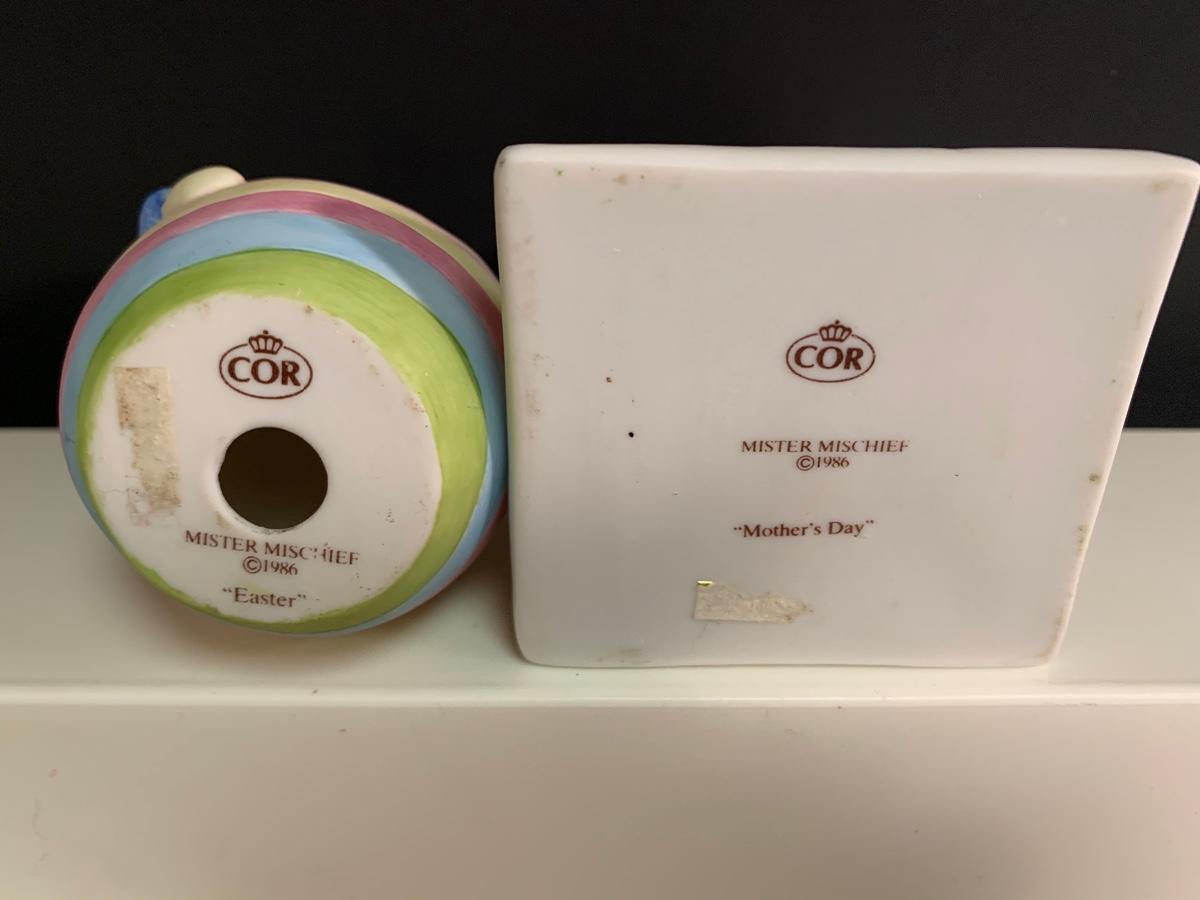 COR
MISTER MISCHIEF
©1986
"Easter"
COR
MISTER MISCHIEF
©1986
"Mother's Day"